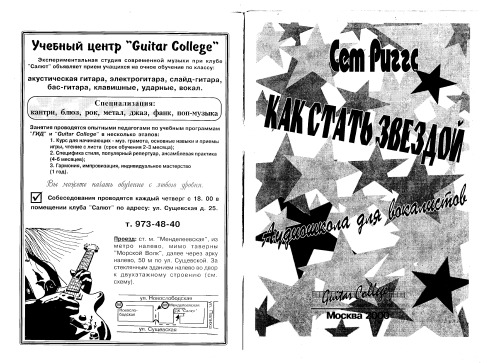 Учебный центр "Guitar College"
Экспериментальная студия современной музыки при клубе
"Салют" объявляет прием учащихся на очное обучение по классу:
акустическая гитара, электрогитара, слайд-гитара,
бас-гитара, клавишные, ударные, вокал.
Специализация:
кантри, блюз, рок, метал, джаз, фанк, поп-музыка
Занятия проводятся опытными педагогами по учебным программам
"ГИД" и "Guitar College" в несколько этапов:
1. Курс для начинающих - муз. грамота, основные навыки и приемы
игры, чтение с листа (срок обучение 2-3 месяца);
2. Специфика стиля, популярный репертуар, ансамблевая практика
(4-6 месяцев);
3. Гармония, импровизация, индивидуальное мастерство
(1 год).
Вы можете начать обучение с любого уровня.
Собеседования проводятся каждый четверг с 18. 00 в
помещении клуба "Салют" по адресу: ул. Сущевская д. 25.
т. 973-48-40
Проезд: ст. м. "Менделеевская", из
метро налево, мимо таверны
"Морской Волк", далее через арку
налево, 50 м по ул. Сущевской. За
стеклянным зданием налево во двор
к двухэтажному строению (см.
схему).
ул. Новослободская
М Новосло-
бодская
М Менделеевская
"Салют"
ул. Сущевская
Сет Риггс
КАК СТАТЬ ЗВЕЗДОЙ
Аудиошкола для вокалистов
Guitar College
Москва 2000